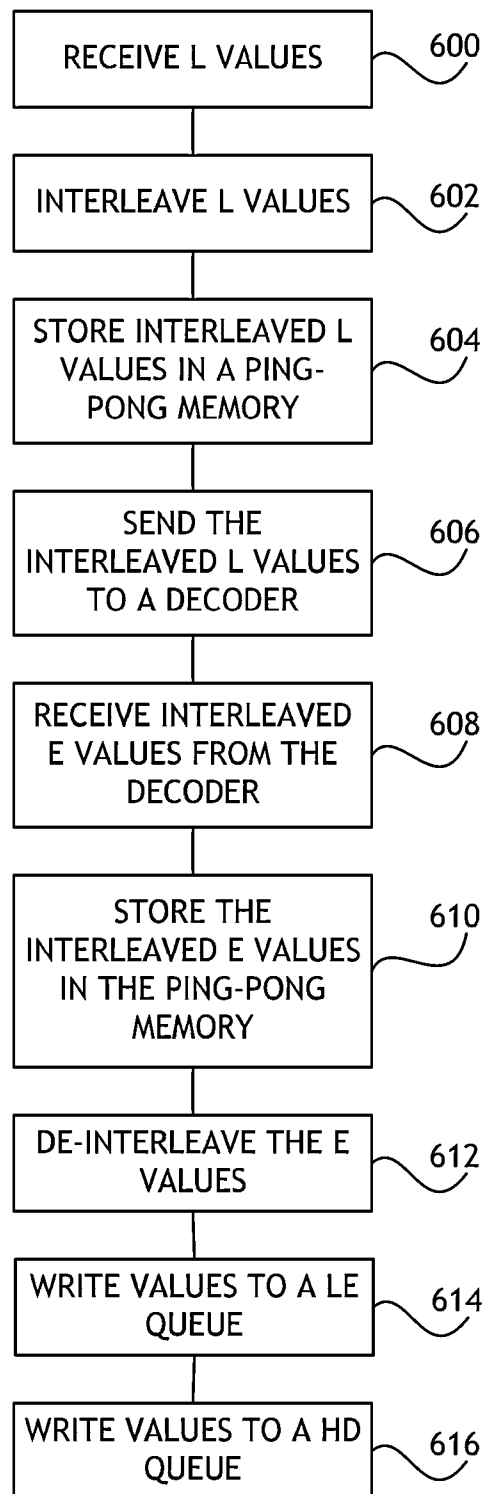 RECEIVE L VALUES
600
INTERLEAVE L VALUES
602
STORE INTERLEAVED L
VALUES IN A PING-
PONG MEMORY
604
SEND THE
INTERLEAVED L VALUES
TO A DECODER
606
RECEIVE INTERLEAVED
E VALUES FROM THE
DECODER
608
STORE THE
INTERLEAVED E VALUES
IN THE PING-PONG
MEMORY
610
DE-INTERLEAVE THE E
VALUES
612
WRITE VALUES TO A LE
QUEUE
614
WRITE VALUES TO A HD
QUEUE
616